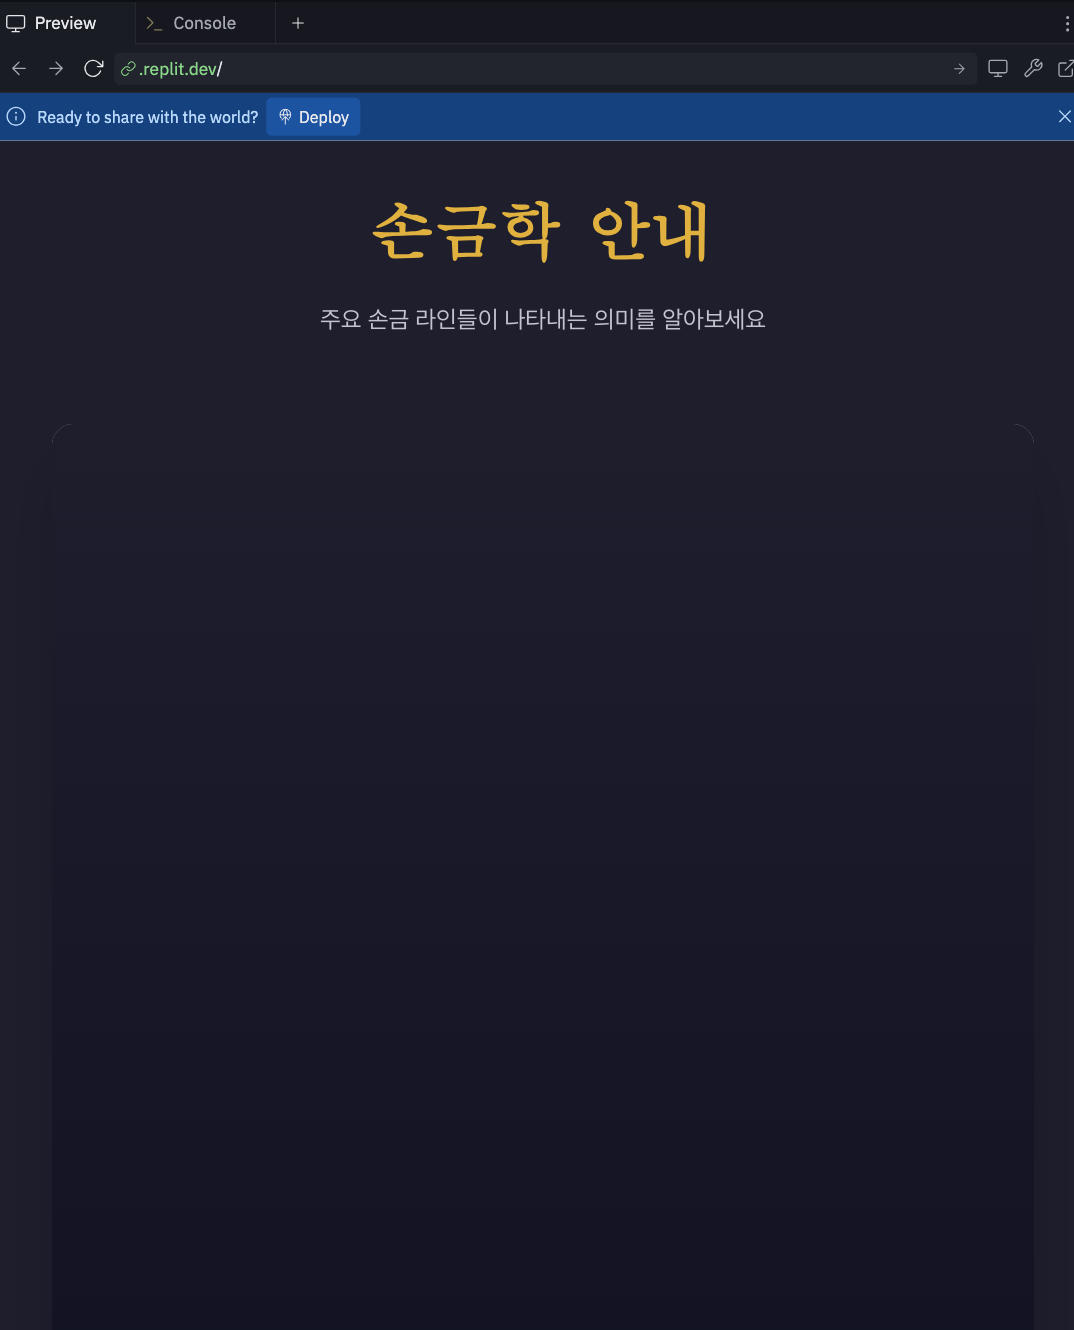 Preview
Console
.replit.dev/
Ready to share with the world?
Deploy
손금학 안내
주요 손금 라인들이 나타내는 의미를 알아보세요